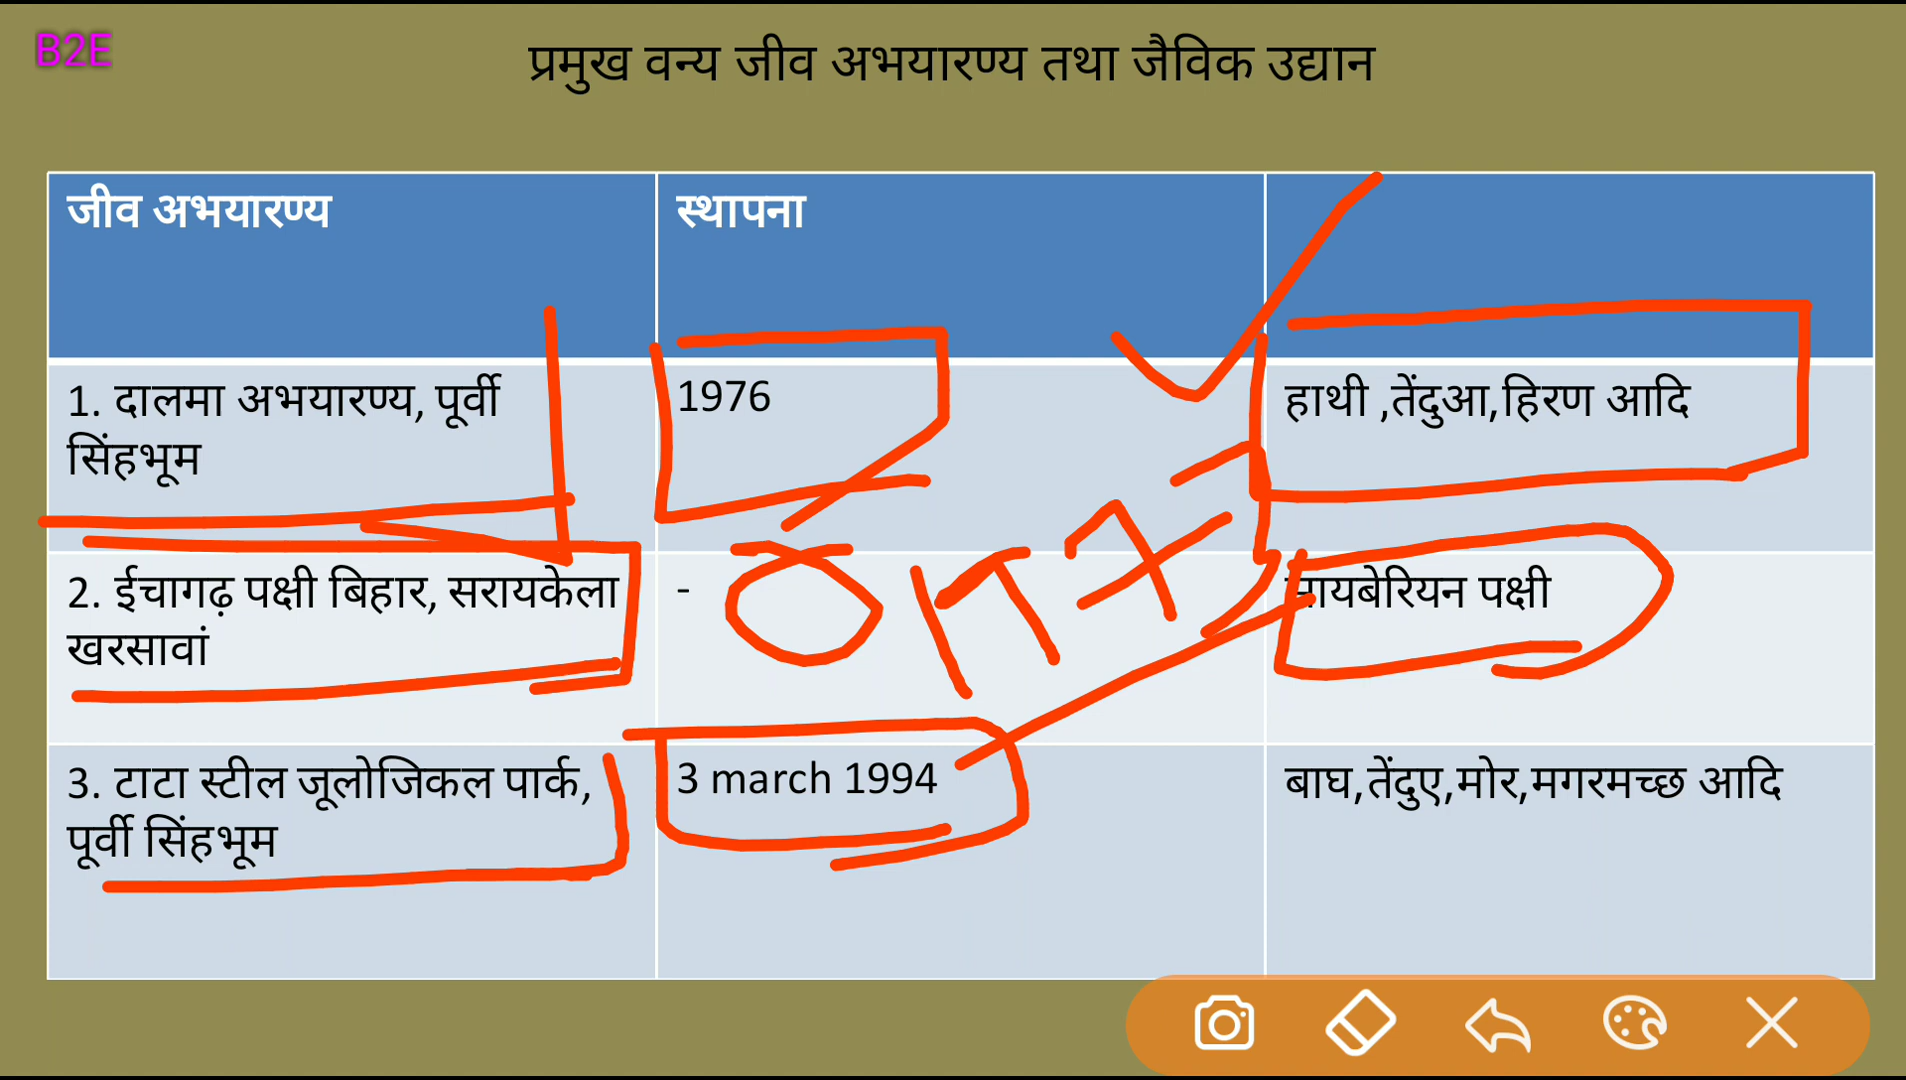 B2E
प्रमुख वन्य जीव अभयारण्य तथा जैविक उद्यान
जीव अभयारण्य
स्थापना
1. दालमा अभयारण्य, पूर्वी
सिंहभूम
1976
हाथी ,तेंदुआ,हिरण आदि
2. ईचागढ़ पक्षी बिहार, सरायकेला
खरसावां
-
सायबेरियन पक्षी
3. टाटा स्टील जूलोजिकल पार्क,
पूर्वी सिंहभूम
3 march 1994
बाघ,तेंदुए,मोर,मगरमच्छ आदि